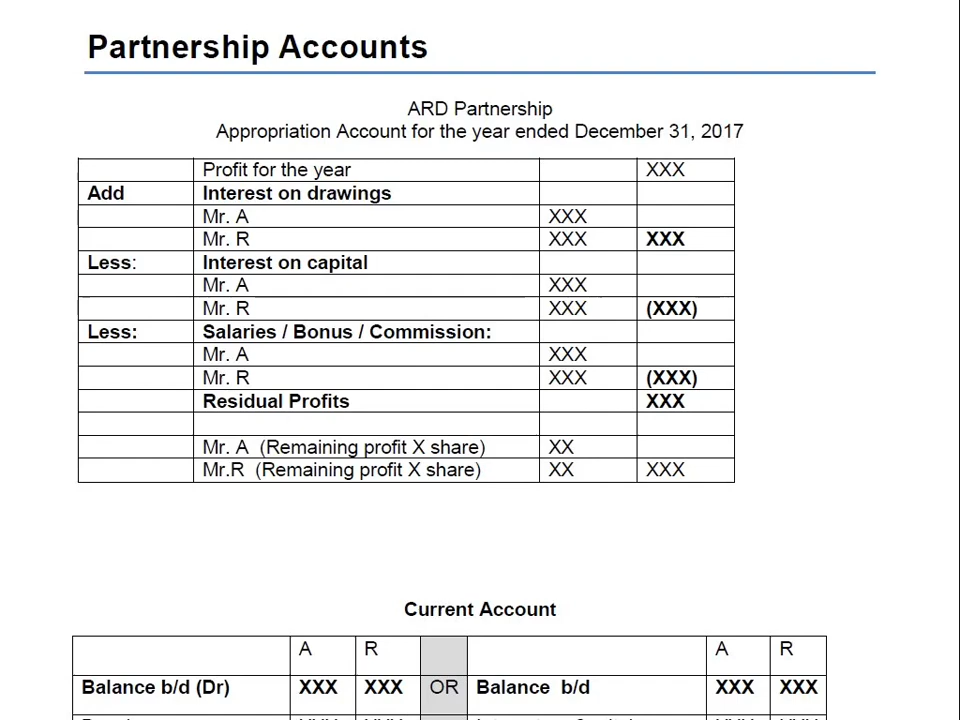 Partnership Accounts
ARD Partnership
Appropriation Account for the year ended December 31, 2017
Profit for the year XXX
Add Interest on drawings
Mr. A XXX
Mr. R XXX XXX
Less: Interest on capital
Mr. A XXX
Mr. R XXX (XXX)
Less: Salaries / Bonus / Commission:
Mr. A XXX
Mr. R XXX (XXX)
Residual Profits XXX
Mr. A (Remaining profit X share) XX
Mr.R (Remaining profit X share) XX XXX
Current Account
A R A R
Balance b/d (Dr) XXX XXX OR Balance b/d XXX XXX